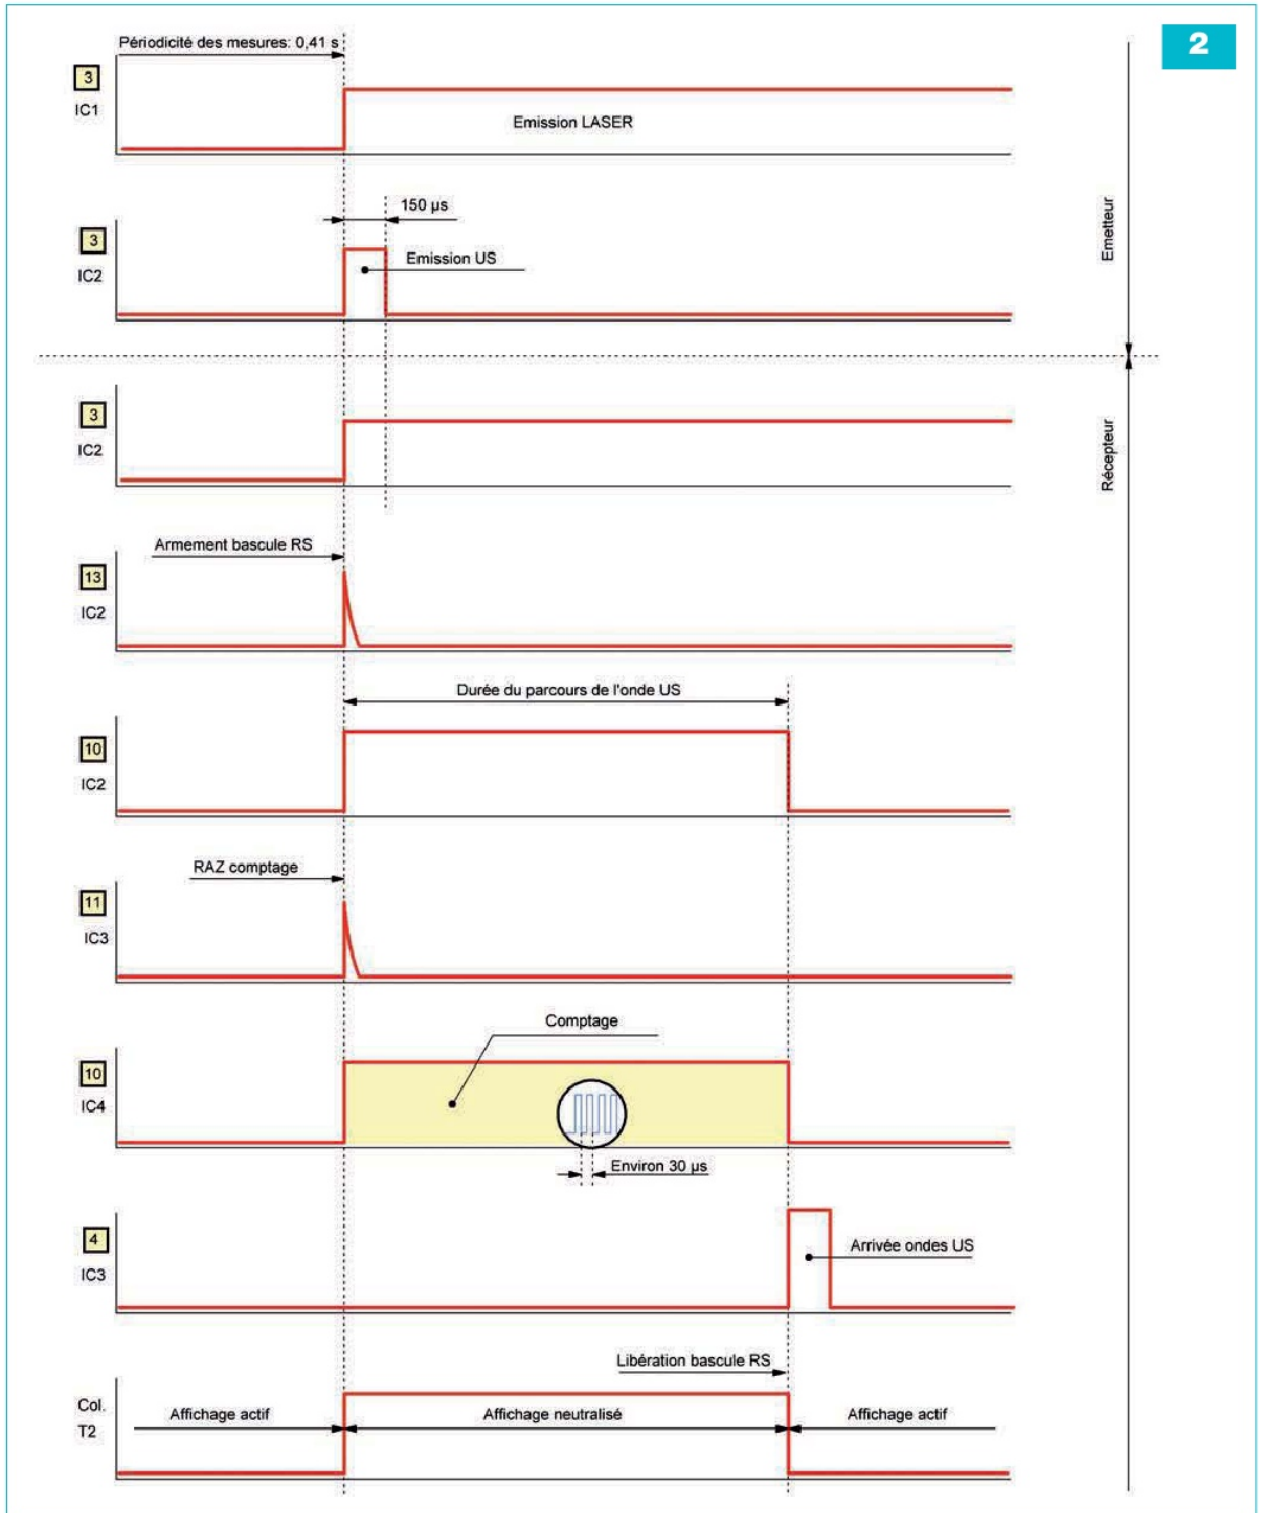 2
Périodicité des mesures: 0,41 s
3
IC1
Emission LASER
150 µs
3
IC2
Emission US
Emetteur
3
IC2
Récepteur
Armement bascule RS
13
IC2
Durée du parcours de l'onde US
10
IC2
RAZ comptage
11
IC3
Comptage
10
IC4
Environ 30 µs
4
IC3
Arrivée ondes US
Libération bascule RS
Col.
T2
Affichage actif
Affichage neutralisé
Affichage actif